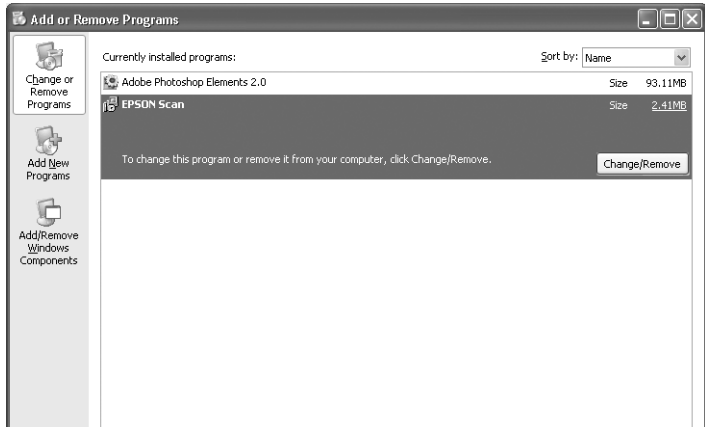 Add or Remove Programs
Change or
Remove
Programs
Add New
Programs
Add/Remove
Windows
Components
Currently installed programs:
Sort by: Name
Adobe Photoshop Elements 2.0 Size 93.11MB
EPSON Scan Size 2.41MB
To change this program or remove it from your computer, click Change/Remove. Change/Remove